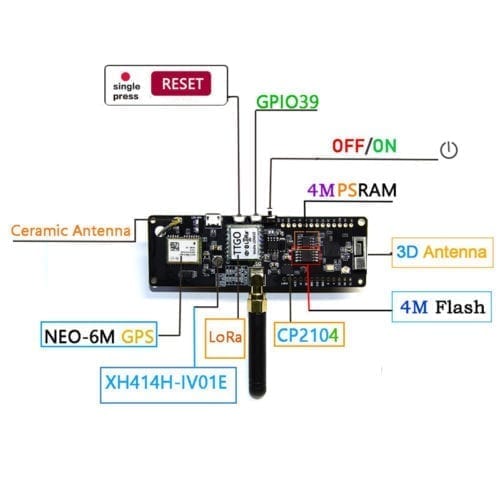 single
press
RESET
GPIO39
OFF/ON
4MPSRAM
Ceramic Antenna
TTGO
3D Antenna
4M Flash
NEO-6M GPS
LoRa
CP2104
XH414H-IV01E